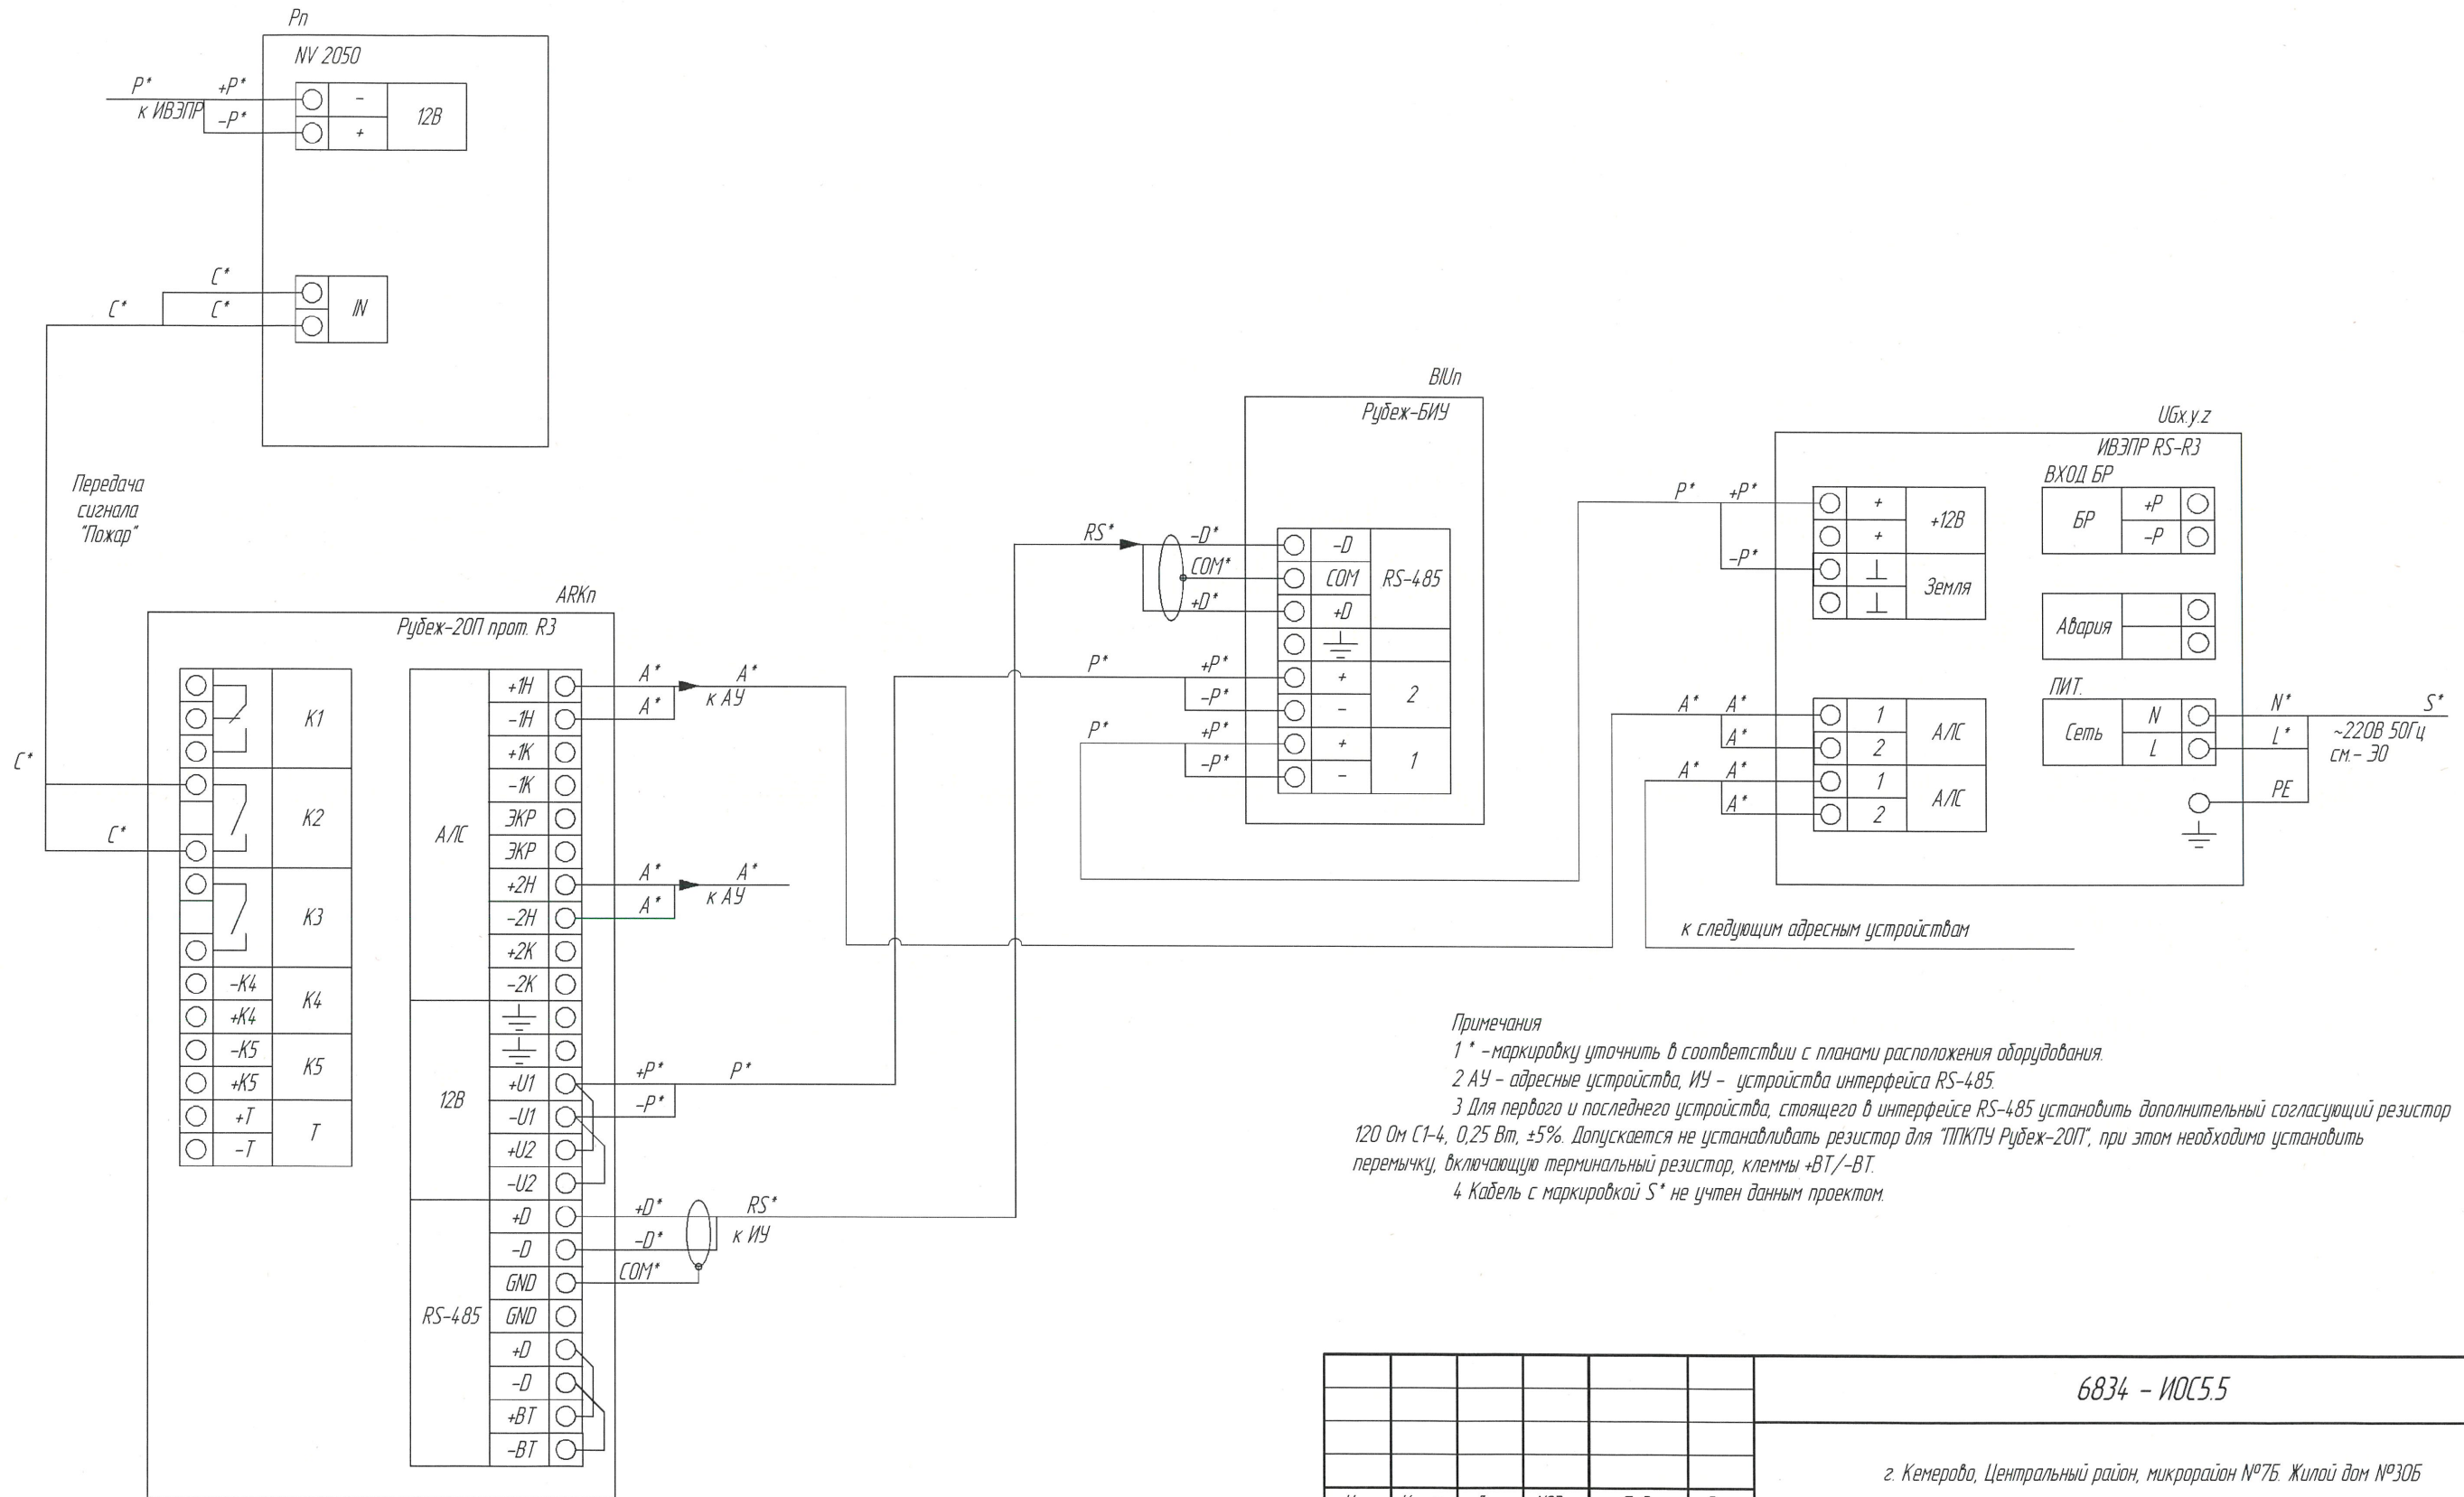 Pn
NV 2050
P*
+P*
к ИВЭПР
-P*
-
+
12В
C*
C*
C*
IN
Передача
сигнала
"Пожар"
C*
C*
ARKn
Рубеж-2ОП прот. R3
K1
K2
K3
-K4
+K4
K4
-K5
+K5
K5
+T
-T
T
АЛС
+1Н
-1Н
+1К
-1К
ЭКР
ЭКР
+2Н
-2Н
+2К
-2К
12В
+U1
-U1
+U2
-U2
RS-485
+D
-D
GND
GND
+D
-D
+BT
-BT
A*
A*
A*
к АУ
A*
A*
A*
к АУ
+P*
-P*
P*
+D*
-D*
COM*
RS*
к ИУ
BIUn
Рубеж-БИУ
RS*
-D*
COM*
+D*
-D
COM
+D
RS-485
P*
+P*
-P*
+
-
2
P*
+P*
-P*
+
-
1
UGx.y.z
ИВЭПР RS-R3
P*
+P*
-P*
+
+
+12В
Земля
ВХОД БР
БР
+P
-P
Авария
A*
A*
A*
1
2
АЛС
A*
A*
A*
1
2
АЛС
ПИТ.
Сеть
N
L
N*
L*
PE
S*
~220В 50Гц
см.- ЭО
к следующим адресным устройствам
Примечания
1 * -маркировку уточнить в соответствии с планами расположения оборудования.
2 АУ - адресные устройства, ИУ - устройства интерфейса RS-485.
3 Для первого и последнего устройства, стоящего в интерфейсе RS-485 установить дополнительный согласующий резистор
120 Ом С1-4, 0,25 Вт, ±5%. Допускается не устанавливать резистор для "ППКПУ Рубеж-2ОП", при этом необходимо установить
перемычку, включающую терминальный резистор, клеммы +BT/-BT.
4 Кабель с маркировкой S* не учтен данным проектом.
6834 - ИОС5.5
г. Кемерово, Центральный район, микрорайон №7Б. Жилой дом №30Б